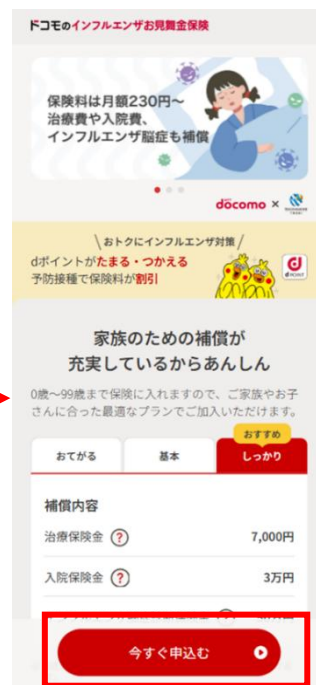 ドコモのインフルエンザお見舞金保険
保険料は月額230円〜
治療費や入院費、
インフルエンザ脳症も補償
döcomo ×
\おトクにインフルエンザ対策/
dポイントがたまる・つかえる
予防接種で保険料が割引
d POINT
家族のための補償が
充実しているからあんしん
0歳〜99歳まで保険に入れますので、ご家族やお子
さんに合った最適なプランでご加入いただけます。
おすすめ
おてがる 基本 しっかり
補償内容
治療保険金 ? 7,000円
入院保険金 ? 3万円
今すぐ申込む